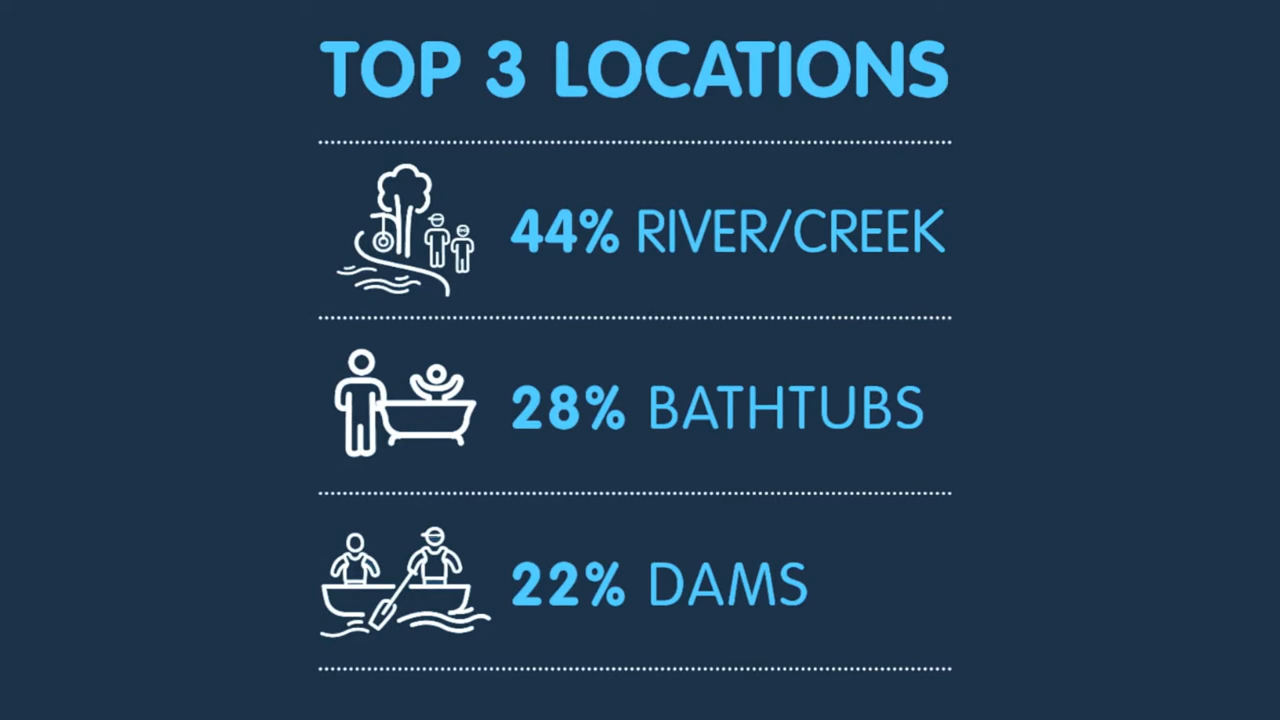 TOP 3 LOCATIONS
44% RIVER/CREEK
28% BATHTUBS
22% DAMS